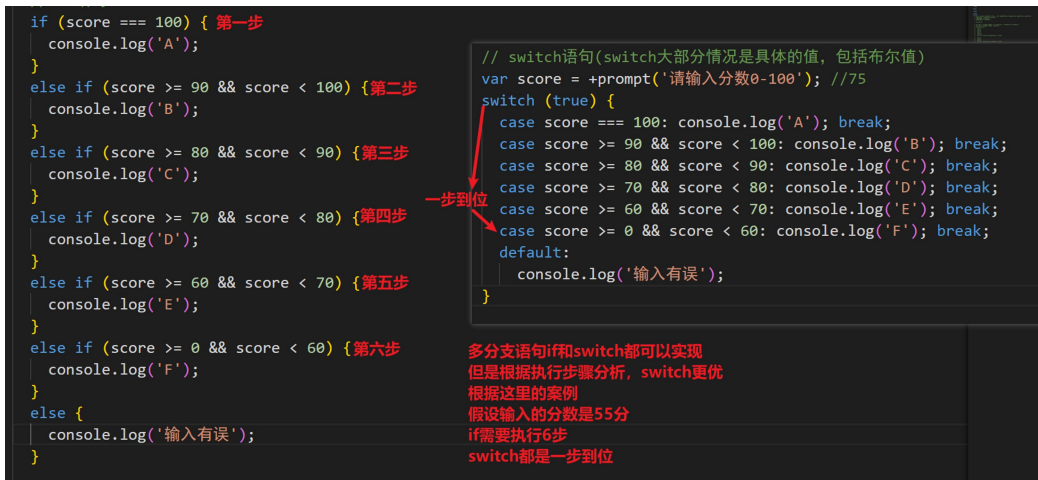 if (score === 100) { 第一步
console.log('A');
}
else if (score >= 90 && score < 100) {第二步
console.log('B');
}
else if (score >= 80 && score < 90) {第三步
console.log('C');
}
else if (score >= 70 && score < 80) {第四步
console.log('D');
}
else if (score >= 60 && score < 70) {第五步
console.log('E');
}
else if (score >= 0 && score < 60) {第六步
console.log('F');
}
else {
console.log('输入有误');
}
// switch语句(switch大部分情况是具体的值，包括布尔值)
var score = +prompt('请输入分数0-100'); //75
switch (true) {
case score === 100: console.log('A'); break;
case score >= 90 && score < 100: console.log('B'); break;
case score >= 80 && score < 90: console.log('C'); break;
case score >= 70 && score < 80: console.log('D'); break;
case score >= 60 && score < 70: console.log('E'); break;
case score >= 0 && score < 60: console.log('F'); break;
default:
console.log('输入有误');
}
一步到位
多分支语句if和switch都可以实现
但是根据执行步骤分析，switch更优
根据这里的案例
假设输入的分数是55分
if需要执行6步
switch都是一步到位